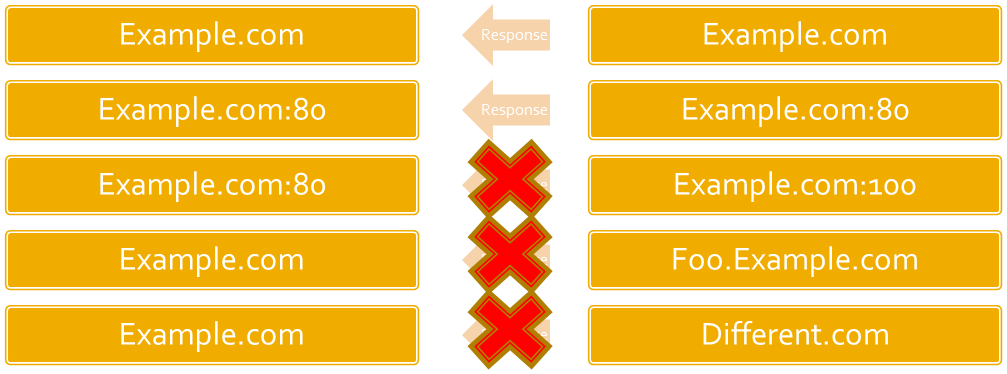 Example.com Response Example.com
Example.com:80 Response Example.com:80
Example.com:80 Example.com:100
Example.com Foo.Example.com
Example.com Different.com